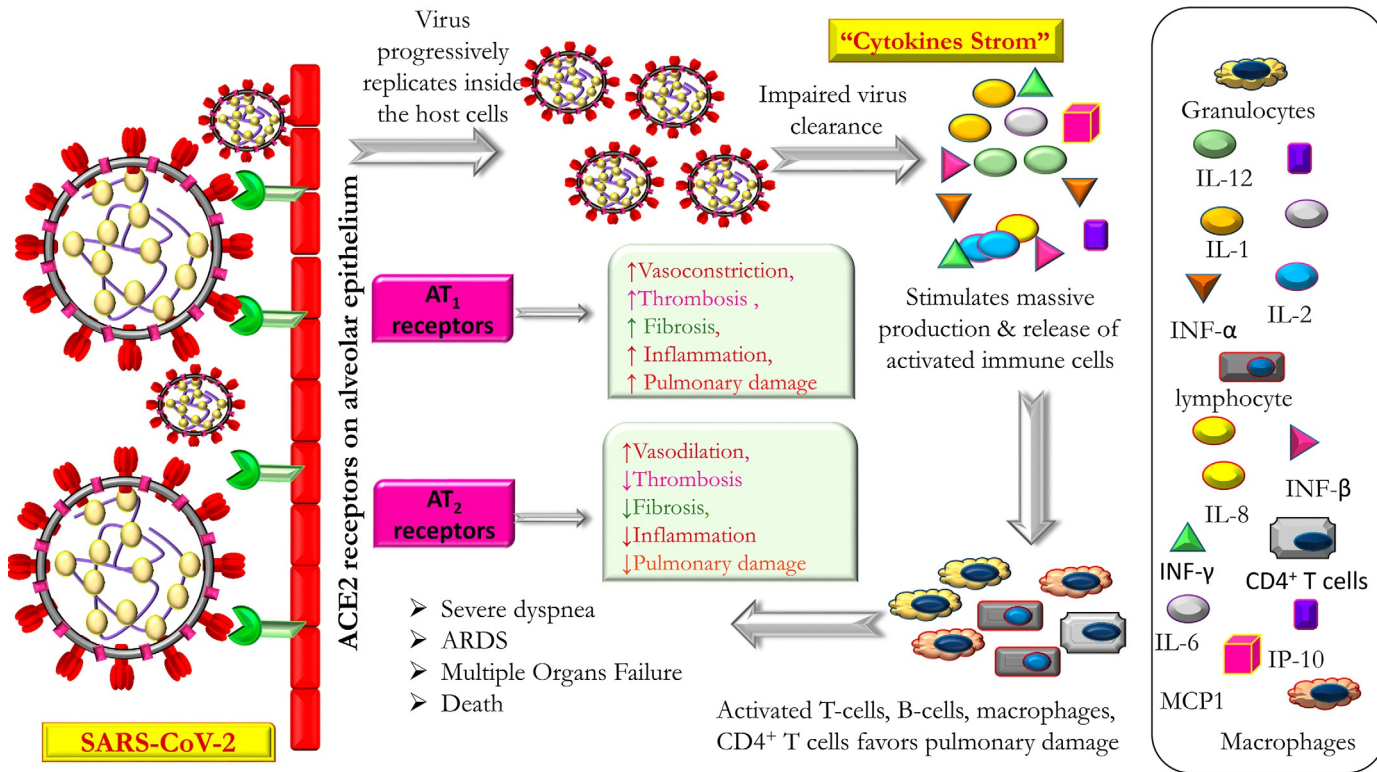 Virus
progressively
replicates inside
the host cells
"Cytokines Strom"
Impaired virus
clearance
ACE2 receptors on alveolar epithelium
AT₁
receptors
↑Vasoconstriction,
↑Thrombosis ,
↑ Fibrosis,
↑ Inflammation,
↑ Pulmonary damage
Stimulates massive
production & release of
activated immune cells
AT₂
receptors
↑Vasodilation,
↓Thrombosis
↓Fibrosis,
↓Inflammation
↓Pulmonary damage
➢ Severe dyspnea
➢ ARDS
➢ Multiple Organs Failure
➢ Death
Activated T-cells, B-cells, macrophages,
CD4⁺ T cells favors pulmonary damage
SARS-CoV-2
Granulocytes
IL-12
IL-1
IL-2
INF-α
lymphocyte
INF-β
IL-8
INF-γ
CD4⁺ T cells
IL-6
IP-10
MCP1
Macrophages